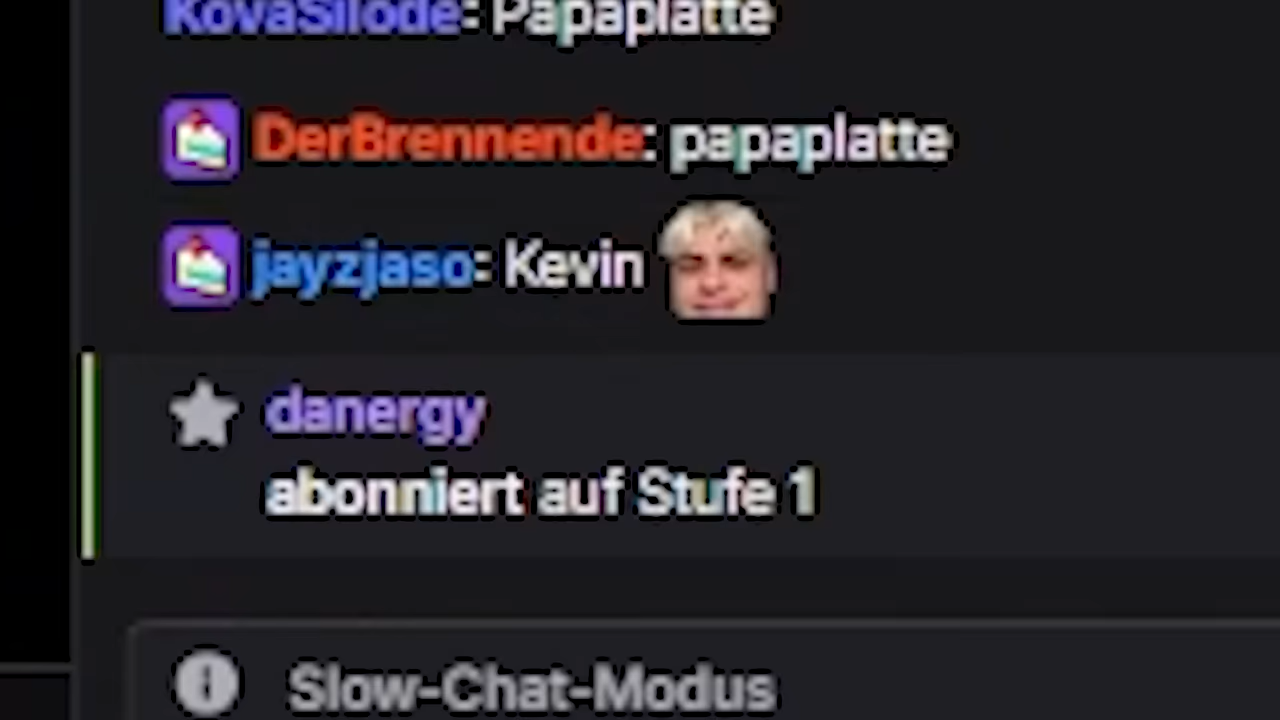 KovaSilode: Papaplatte
DerBrennende: papaplatte
jayzjaso: Kevin
danergy
abonniert auf Stufe 1
Slow-Chat-Modus